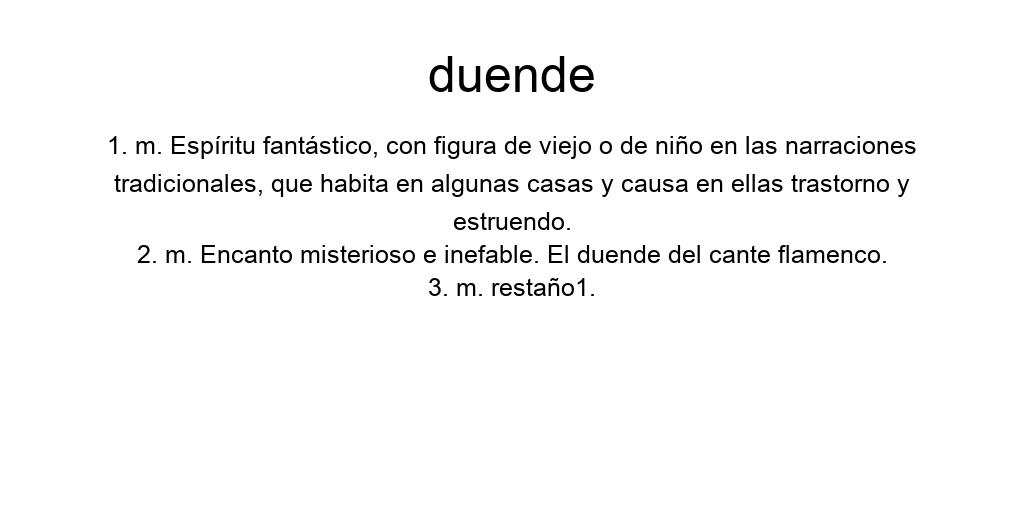 duende
1. m. Espíritu fantástico, con figura de viejo o de niño en las narraciones
tradicionales, que habita en algunas casas y causa en ellas trastorno y
estruendo.
2. m. Encanto misterioso e inefable. El duende del cante flamenco.
3. m. restaño1.